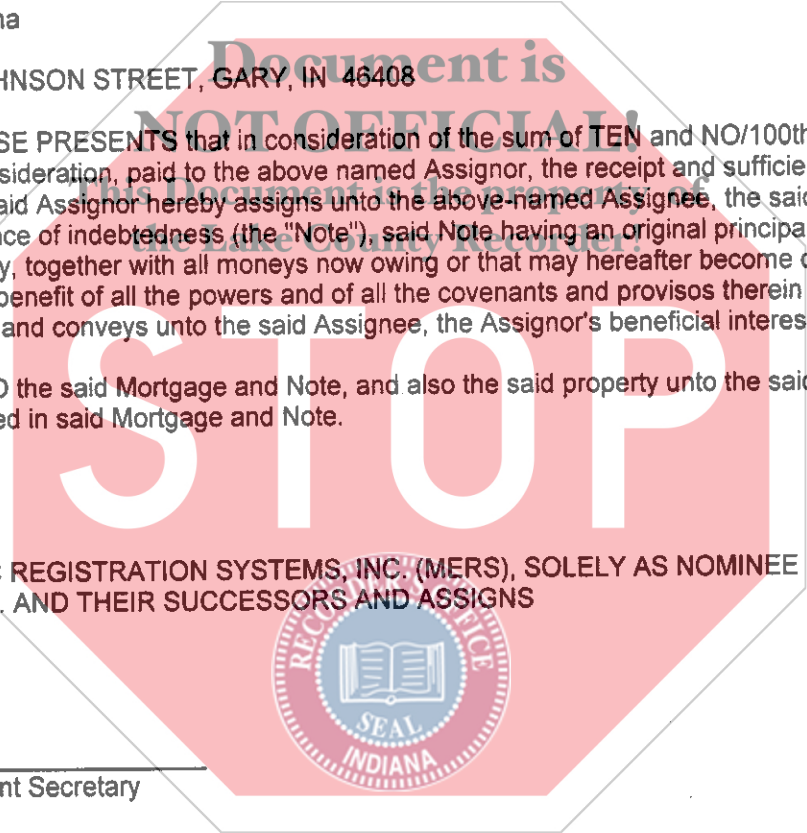 na
HNSON STREET, GARY, IN 46408
Document is
NOT OFFICIAL!
This Document is the property of
the Lake County Recorder!
SE PRESENTS that in consideration of the sum of TEN and NO/100th
sideration, paid to the above named Assignor, the receipt and sufficie
aid Assignor hereby assigns unto the above-named Assignee, the said
nce of indebtedness (the "Note"), said Note having an original principa
y, together with all moneys now owing or that may hereafter become
benefit of all the powers and of all the covenants and provisos therein
and conveys unto the said Assignee, the Assignor's beneficial interes
O the said Mortgage and Note, and also the said property unto the said
ed in said Mortgage and Note.
STOP
REGISTRATION SYSTEMS, INC. (MERS), SOLELY AS NOMINEE
. AND THEIR SUCCESSORS AND ASSIGNS
RECORDER'S OFFICE
SEAL
INDIANA
nt Secretary